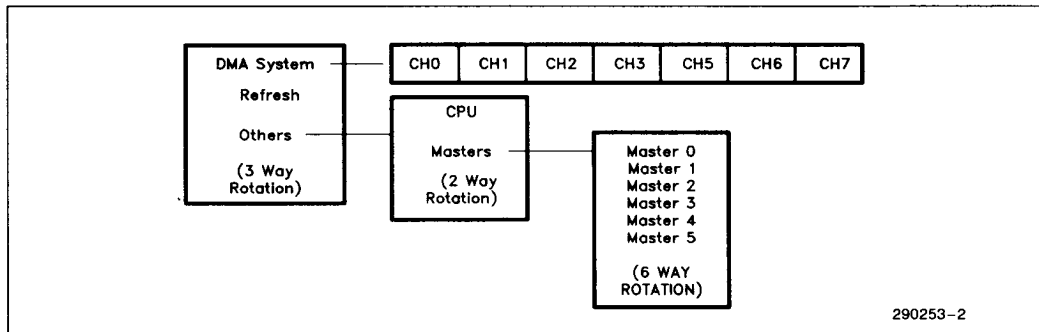 DMA System
Refresh
Others
(3 Way
Rotation)
CH0 CH1 CH2 CH3 CH5 CH6 CH7
CPU
Masters
(2 Way
Rotation)
Master 0
Master 1
Master 2
Master 3
Master 4
Master 5
(6 WAY
ROTATION)
290253-2